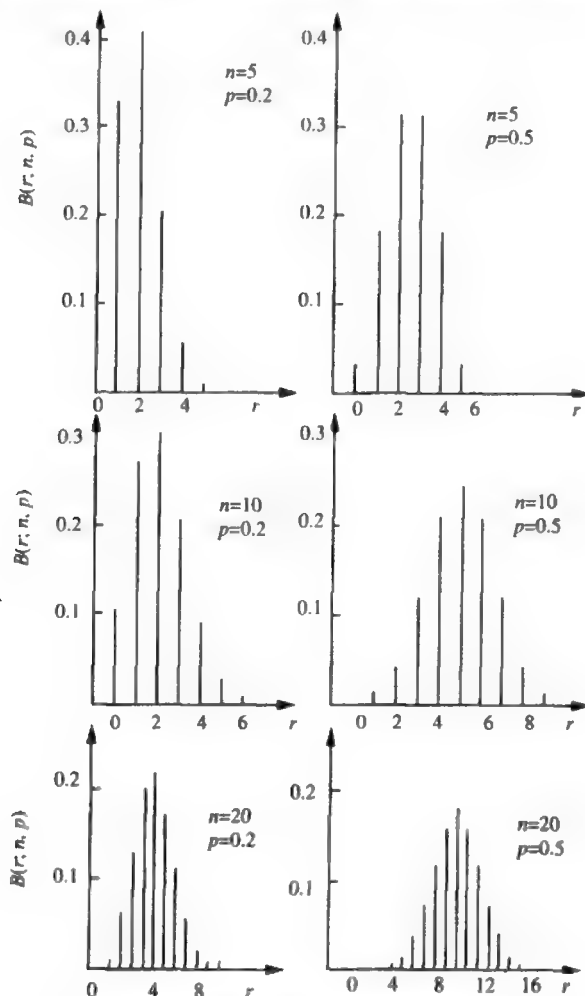 0.4
0.3
0.2
0.1
B(r; n, p)
n=5
p=0.2
0 2 4 r
0.4
0.3
0.2
0.1
n=5
p=0.5
0 2 4 6 r
0.3
0.2
0.1
B(r; n, p)
n=10
p=0.2
0 2 4 6 r
0.3
0.2
0.1
n=10
p=0.5
0 2 4 6 8 r
0.2
0.1
B(r; n, p)
n=20
p=0.2
0 4 8 r
0.2
0.1
n=20
p=0.5
0 4 8 12 16 r